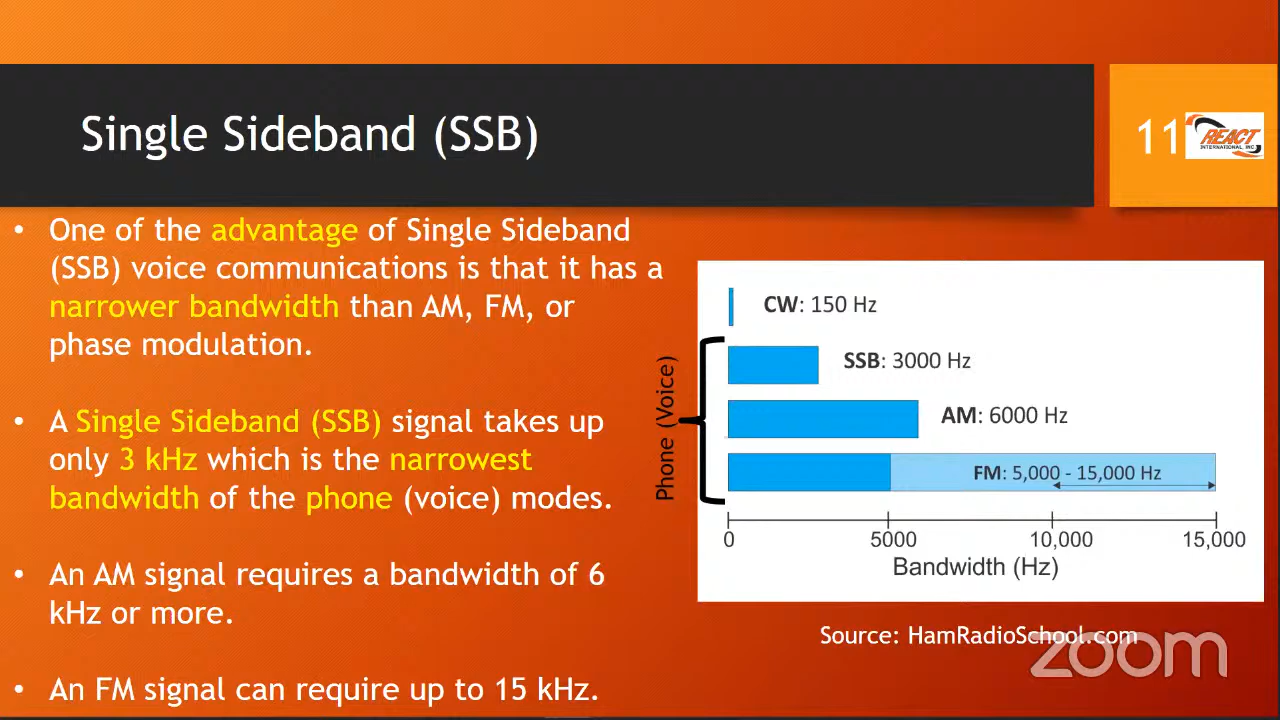 Single Sideband (SSB)
11
REACT
INTERNATIONAL, INC.
• One of the advantage of Single Sideband
(SSB) voice communications is that it has a
narrower bandwidth than AM, FM, or
phase modulation.
• A Single Sideband (SSB) signal takes up
only 3 kHz which is the narrowest
bandwidth of the phone (voice) modes.
• An AM signal requires a bandwidth of 6
kHz or more.
• An FM signal can require up to 15 kHz.
Phone (Voice)
CW: 150 Hz
SSB: 3000 Hz
AM: 6000 Hz
FM: 5,000 - 15,000 Hz
0 5000 10,000 15,000
Bandwidth (Hz)
Source: HamRadioSchool.com
zoom